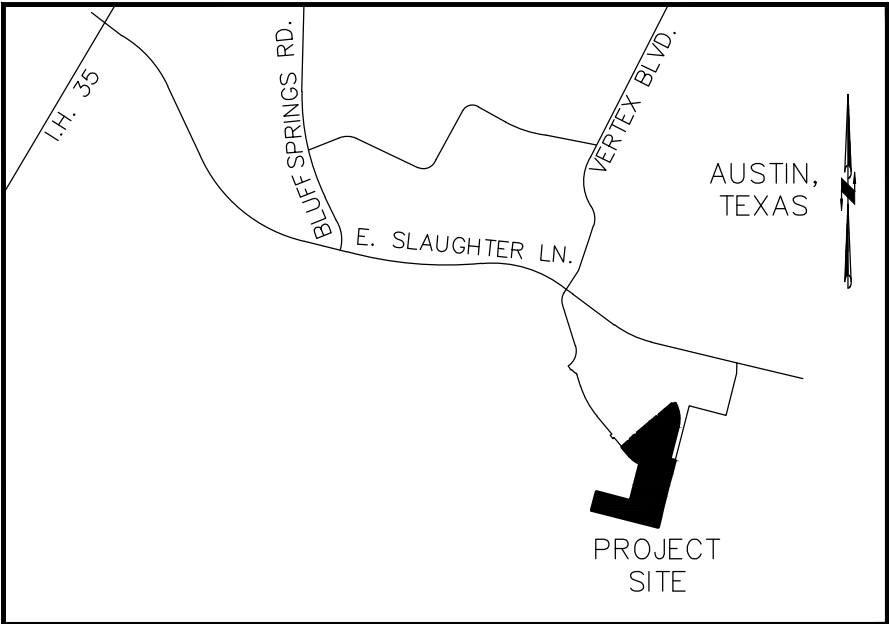 I.H. 35
BLUFF SPRINGS RD.
VERTEX BLVD.
AUSTIN,
TEXAS
E. SLAUGHTER LN.
PROJECT
SITE